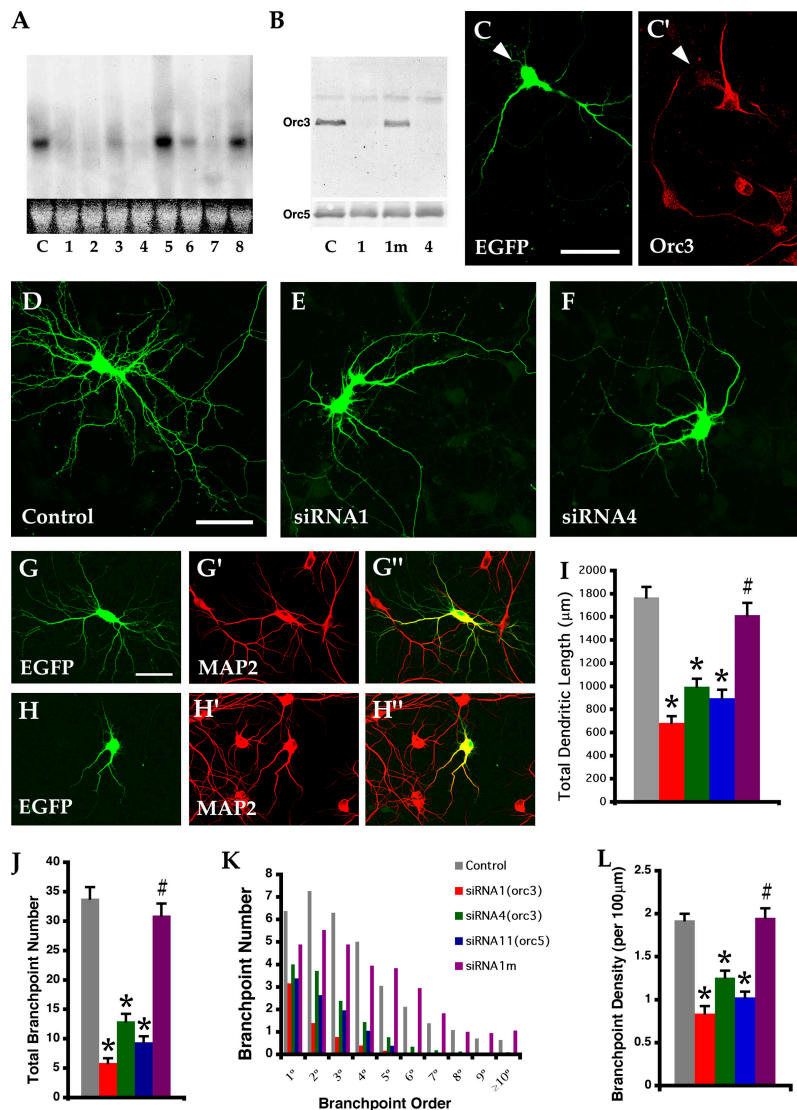 A
C 1 2 3 4 5 6 7 8
B
Orc3
Orc5
C 1 1m 4
C
EGFP
C'
Orc3
D
Control
E
siRNA1
F
siRNA4
G
EGFP
G'
MAP2
G"
H
EGFP
H'
MAP2
H"
I
Total Dendritic Length (µm)
2000
1800
1600
1400
1200
1000
800
600
400
200
0
*
*
*
#
J
Total Branchpoint Number
40
35
30
25
20
15
10
5
0
*
*
*
#
K
Branchpoint Number
8
7
6
5
4
3
2
1
0
1° 2° 3° 4° 5° 6° 7° 8° 9° ≥10°
Branchpoint Order
Control
siRNA1(orc3)
siRNA4(orc3)
siRNA11(orc5)
siRNA1m
L
Branchpoint Density (per 100µm)
2.5
2
1.5
1
0.5
0
*
*
*
#